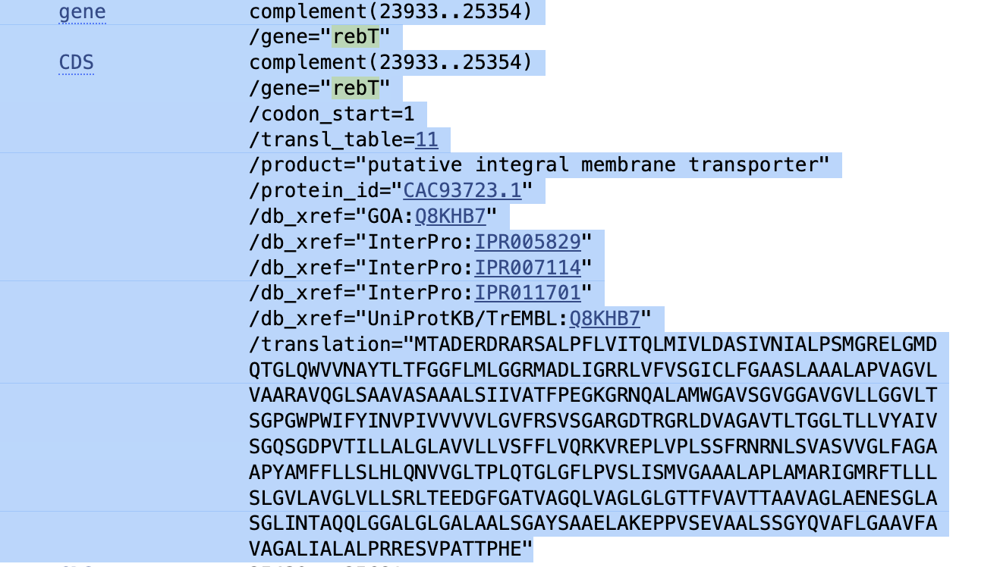 gene complement(23933..25354)
/gene="rebT"
CDS complement(23933..25354)
/gene="rebT"
/codon_start=1
/transl_table=11
/product="putative integral membrane transporter"
/protein_id="CAC93723.1"
/db_xref="GOA:Q8KHB7"
/db_xref="InterPro:IPR005829"
/db_xref="InterPro:IPR007114"
/db_xref="InterPro:IPR011701"
/db_xref="UniProtKB/TrEMBL:Q8KHB7"
/translation="MTADERDRARSALPFLVITQLMIVLDASIVNIALPSMGRELGMD
QTGLQWVVNAYTLTFGGFLMLGGRMADLIGRRLVFVSGICLFGAASLAAALAPVAGVL
VAARAVQGLSAAVASAAALSIIVATFPEGKGRNQALAMWGAVSGVGGAVGVLLGGVLT
SGPGWPWIFYINVPIVVVVVLGVFRSVSGARGDTRGRLDVAGAVTLTGGLTLLVYAIV
SGQSGDPVTILLALGLAVVLLVSFFLVQRKVREPLVPLSSFRNRNLSVASVVGLFAGA
APYAMFFLLSLHLQNVVGLTPLQTGLGFLPVSLISMVGAAALAPLAMARIGMRFTLLL
SLGVLAVGLVLLSRLTEEDGFGATVAGQLVAGLGLGTTFVAVTTAAVAGLAENESGLA
SGLINTAQQLGGALGLGALAALSGAYSAAELAKEPPVSEVAALSSGYQVAFLGAAVFA
VAGALIALALPRRESVPATTPHE"